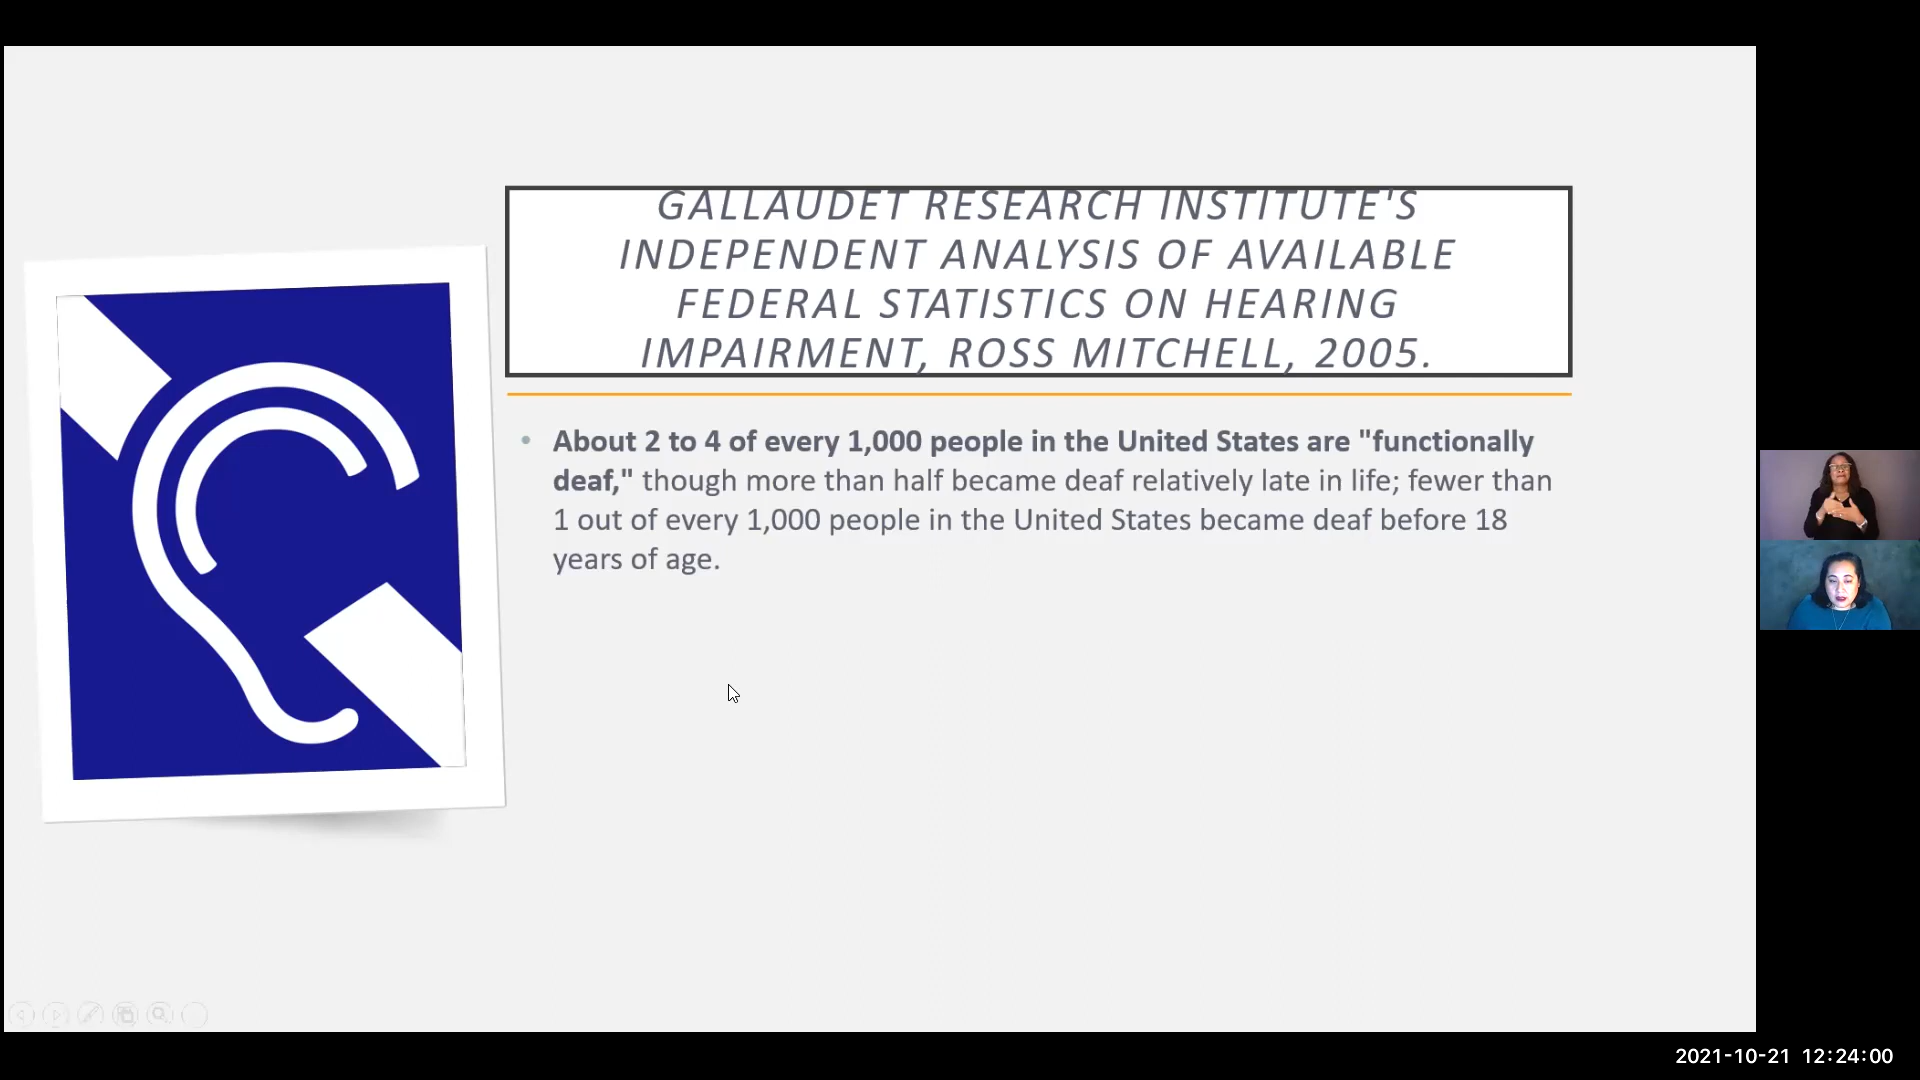 GALLAUDET RESEARCH INSTITUTE'S
INDEPENDENT ANALYSIS OF AVAILABLE
FEDERAL STATISTICS ON HEARING
IMPAIRMENT, ROSS MITCHELL, 2005.
• About 2 to 4 of every 1,000 people in the United States are "functionally
deaf," though more than half became deaf relatively late in life; fewer than
1 out of every 1,000 people in the United States became deaf before 18
years of age.
2021-10-21 12:24:00